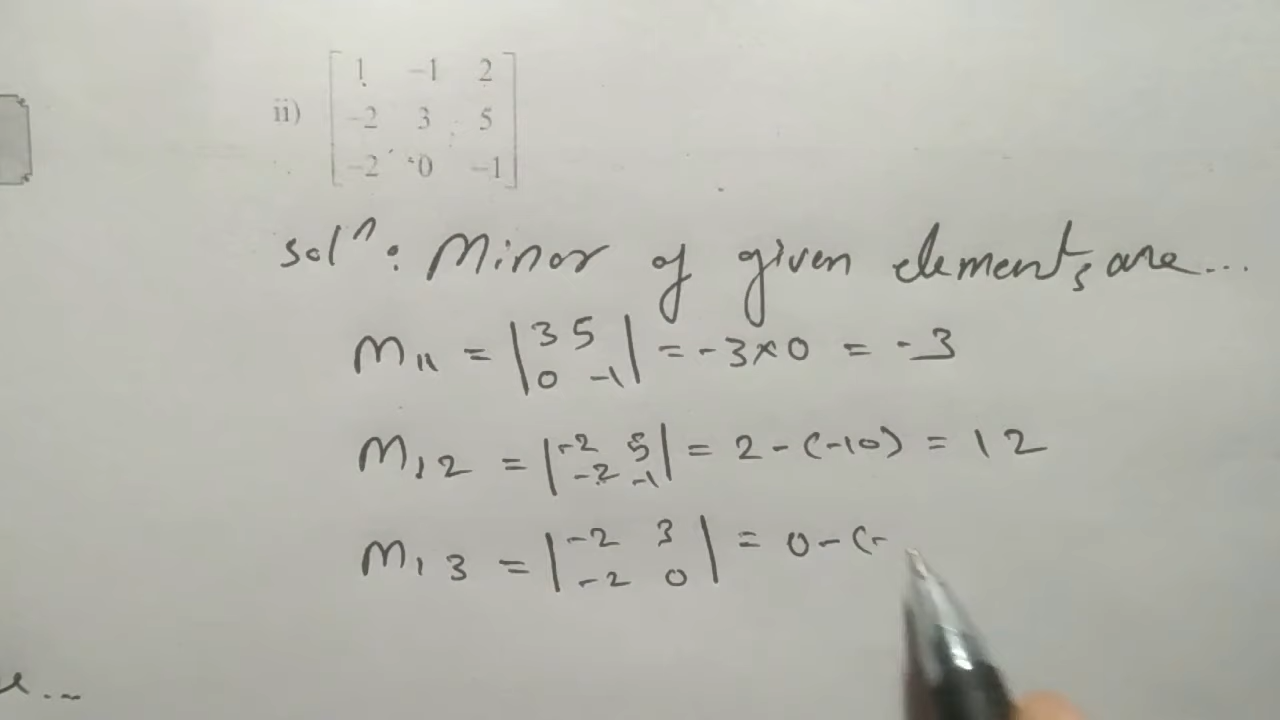 ii) [ 1 -1 2
-2 3 5
-2 0 -1 ]
solⁿ: Minor of given elements are...
M₁₁ = |3 5 / 0 -1| = -3×0 = -3
M₁₂ = |-2 5 / -2 -1| = 2-(-10) = 12
M₁₃ = |-2 3 / -2 0| = 0-(-